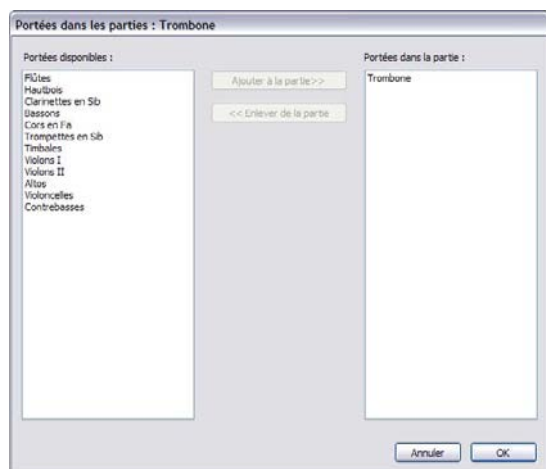 Portées dans les parties : Trombone
Portées disponibles :
Flûtes
Hautbois
Clarinettes en Sib
Bassons
Cors en Fa
Trompettes en Sib
Timbales
Violons I
Violons II
Altos
Violoncelles
Contrebasses
Ajouter à la partie>>
<< Enlever de la partie
Portées dans la partie :
Trombone
Annuler
OK